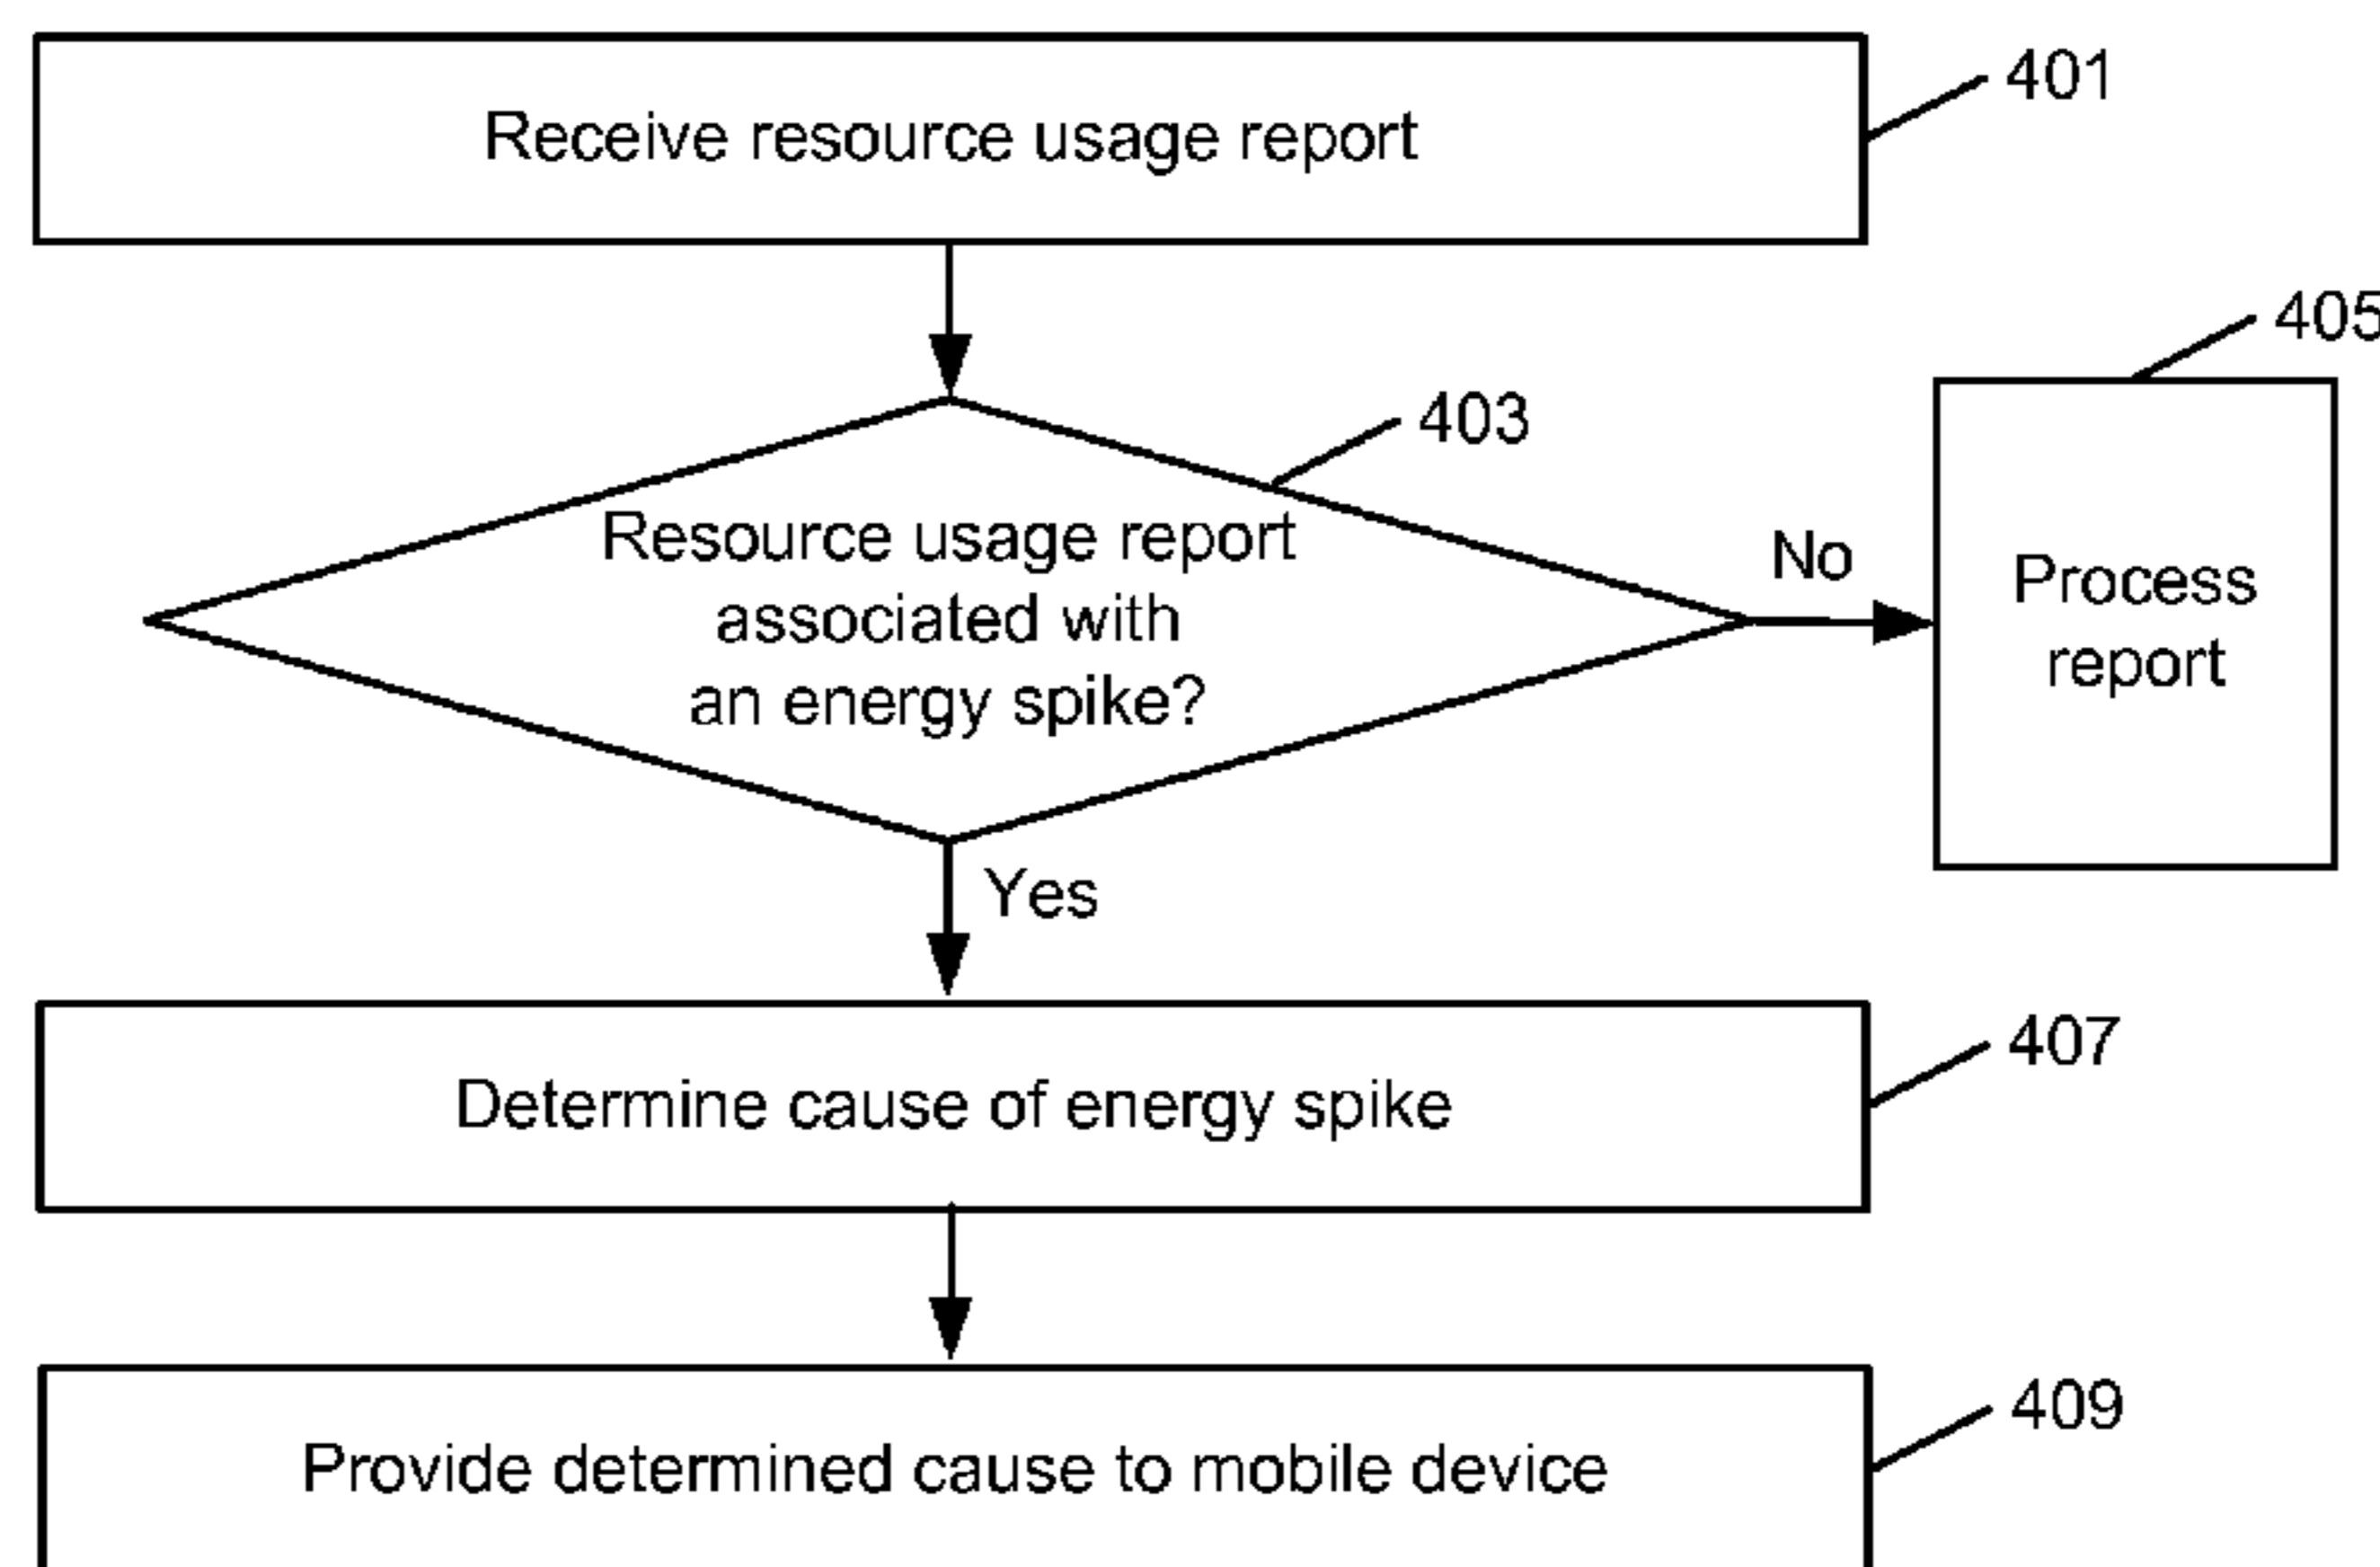 Receive resource usage report
401
405
403
Resource usage report
associated with
an energy spike?
No
Process
report
Yes
407
Determine cause of energy spike
409
Provide determined cause to mobile device